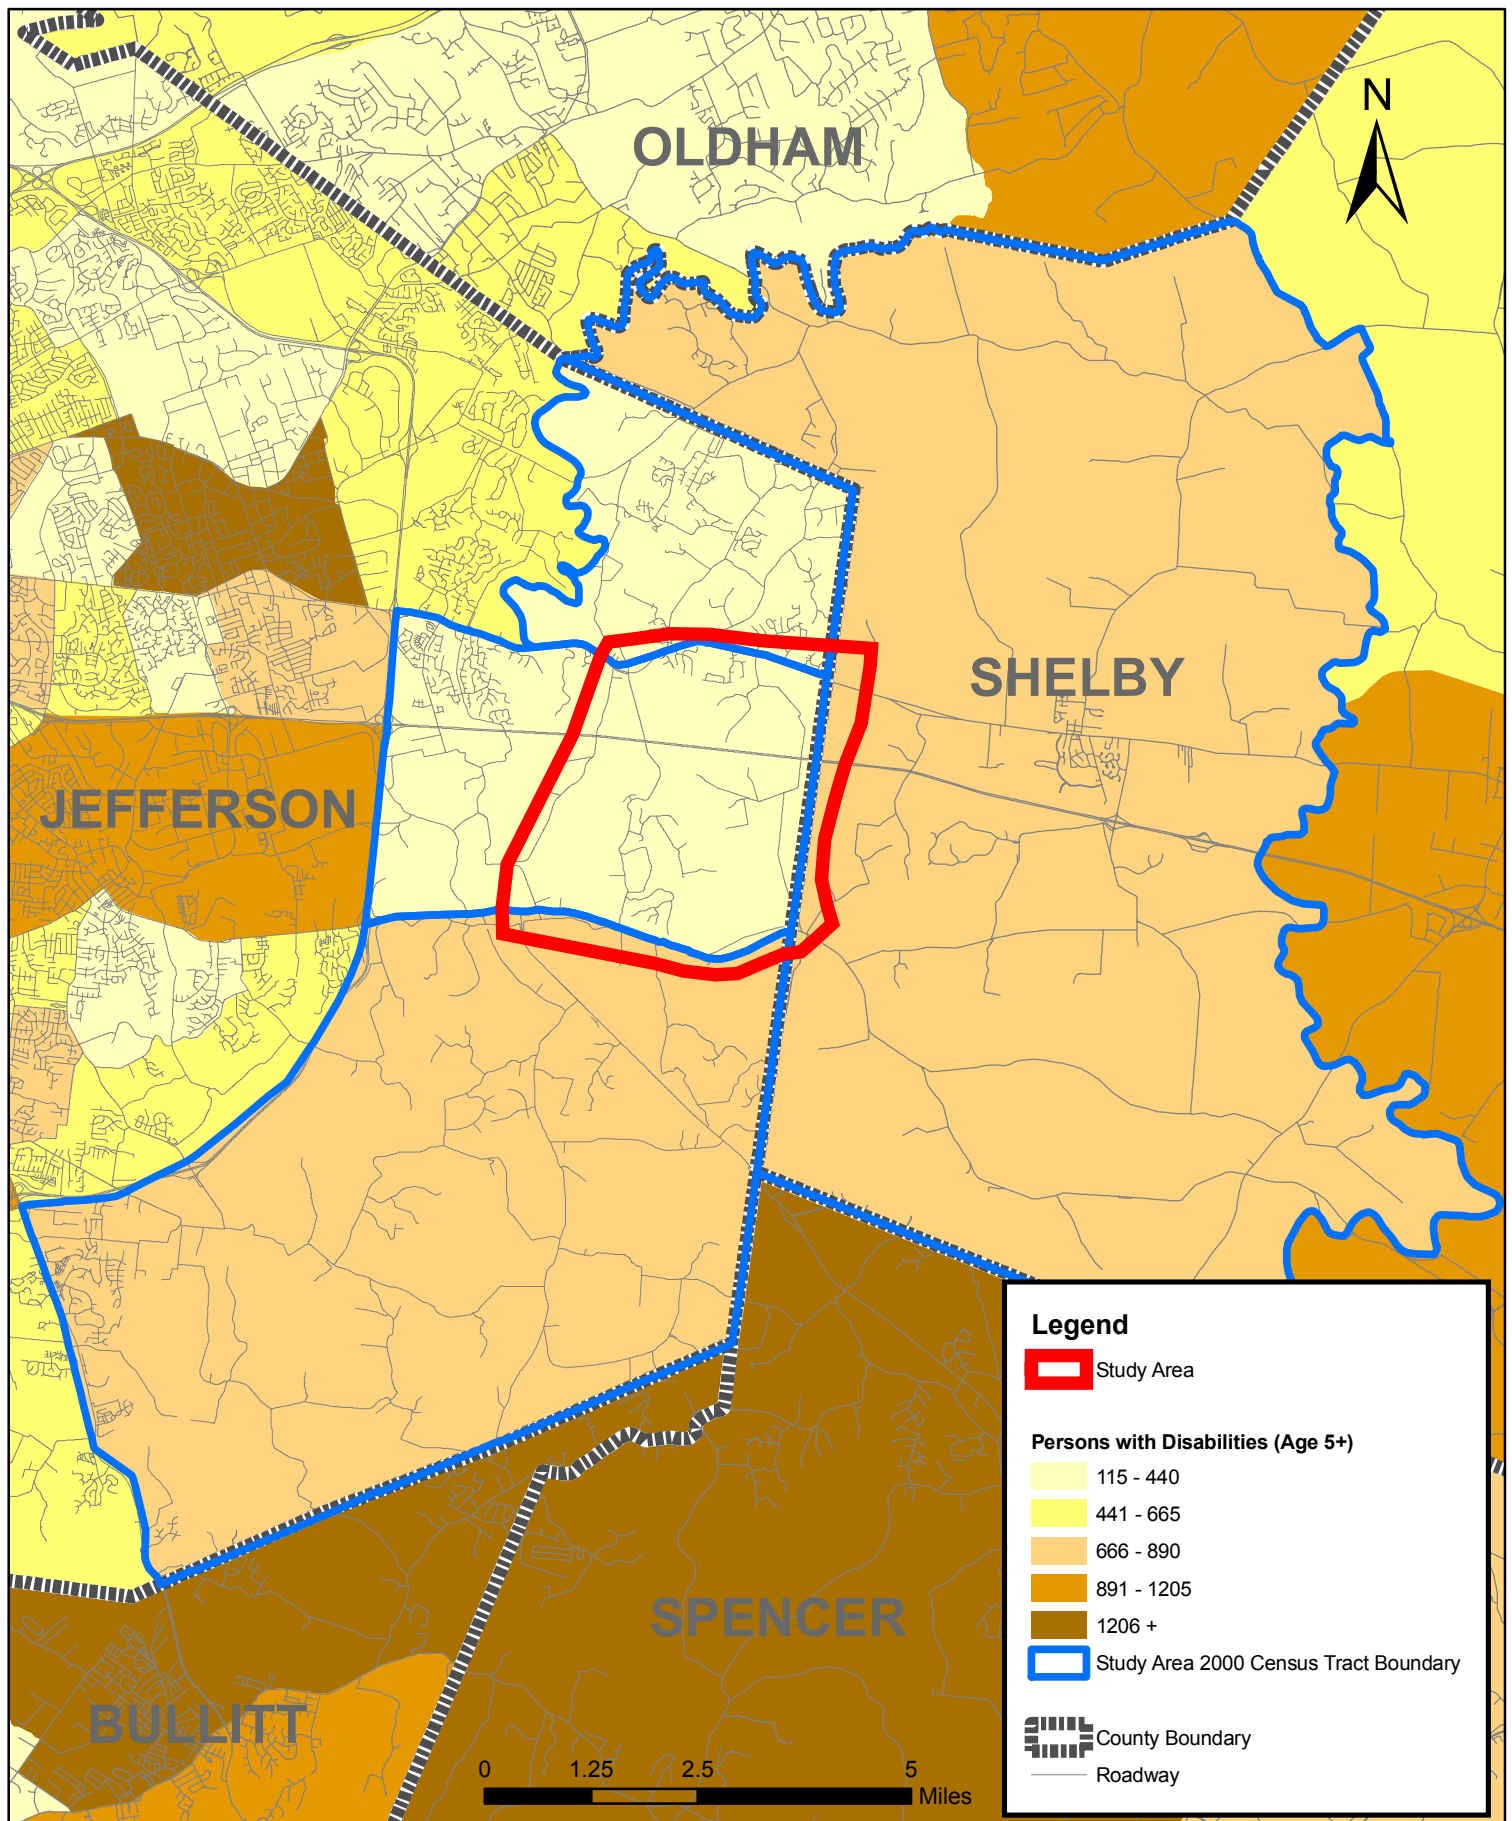 N
OLDHAM
SHELBY
JEFFERSON
SPENCER
BULLITT
0 1.25 2.5 5
Miles
Legend
Study Area
Persons with Disabilities (Age 5+)
115 - 440
441 - 665
666 - 890
891 - 1205
1206 +
Study Area 2000 Census Tract Boundary
County Boundary
Roadway